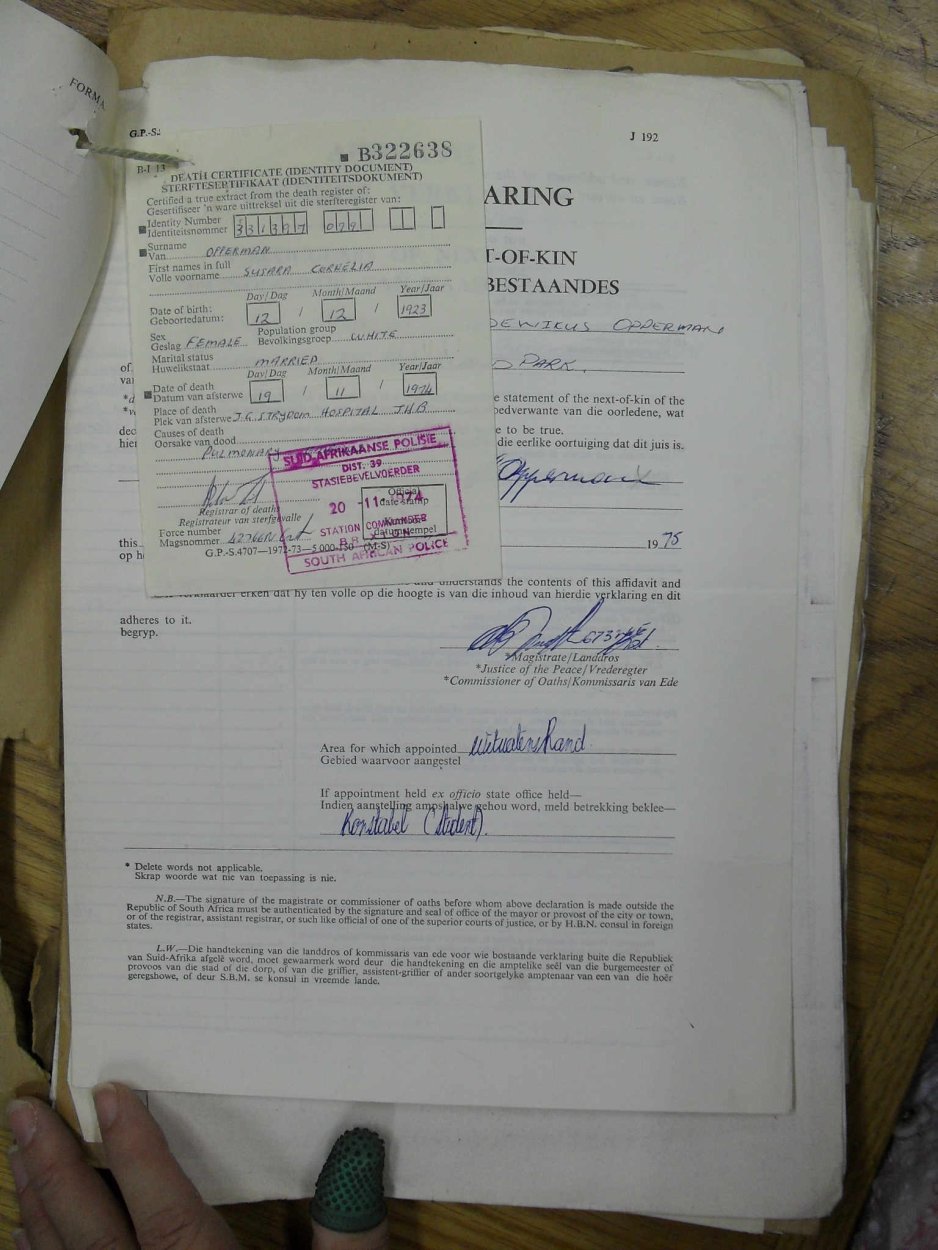 FORMA
G.P.-S.
J 192
B-I 13
B322638
DEATH CERTIFICATE (IDENTITY DOCUMENT)
STERFTESERTIFIKAAT (IDENTITEITSDOKUMENT)
Certified a true extract from the death register of:
Gesertifiseer 'n ware uittreksel uit die sterfteregister van:
Identity Number
Identiteitsnommer
Surname
Van OPPERMAN
First names in full
Volle voorname SUSARA CORNELIA
Day/Dag Month/Maand Year/Jaar
Date of birth:
Geboortedatum: 12 / 12 / 1923
Sex Population group
Geslag FEMALE Bevolkingsgroep WHITE
Marital status
Huwelikstaat MARRIED
Day/Dag Month/Maand Year/Jaar
Date of death
Datum van afsterwe 19 / 11 / 1974
Place of death
Plek van afsterwe J.G. STRYDOM HOSPITAL JHB
Causes of death
Oorsake van dood
PULMONARY
SUID-AFRIKAANSE POLISIE
DIST. 39
STASIEBEVELVOERDER
20 -11- 1974
Official
date-stamp
STATION COMMANDER
datumstempel
SOUTH AFRICAN POLICE
Registrar of deaths
Registrateur van sterfgevalle
Force number
Magsnommer
G.P.-S.4707—1972-73—5 000-150 (M-S)
ARING
T-OF-KIN
BESTAANDES
OPPERMAN
of
PARK.
va
e statement of the next-of-kin of the
oedverwante van die oorledene, wat
dec
e to be true.
hier
die eerlike oortuiging dat dit juis is.
Opperman
this
1975
op h
and understands the contents of this affidavit and
verklaarder erken dat hy ten volle op die hoogte is van die inhoud van hierdie verklaring en dit
adheres to it.
begryp.
*Magistrate/Landdros
*Justice of the Peace/Vrederegter
*Commissioner of Oaths/Kommissaris van Ede
Area for which appointed Witwatersrand
Gebied waarvoor aangestel
If appointment held ex officio state office held—
Indien aanstelling ampshalwe gehou word, meld betrekking beklee—
Konstabel (Student).
* Delete words not applicable.
Skrap woorde wat nie van toepassing is nie.
N.B.—The signature of the magistrate or commissioner of oaths before whom above declaration is made outside the
Republic of South Africa must be authenticated by the signature and seal of office of the mayor or provost of the city or town,
or of the registrar, assistant registrar, or such like official of one of the superior courts of justice, or by H.B.N. consul in foreign
states.
L.W.—Die handtekening van die landdros of kommissaris van ede voor wie bostaande verklaring buite die Republiek
van Suid-Afrika afgelê word, moet gewaarmerk word deur die handtekening en die amptelike seël van die burgemeester of
provoos van die stad of die dorp, of van die griffier, assistent-griffier of ander soortgelyke amptenaar van een van die hoër
geregshowe, of deur S.B.M. se konsul in vreemde lande.